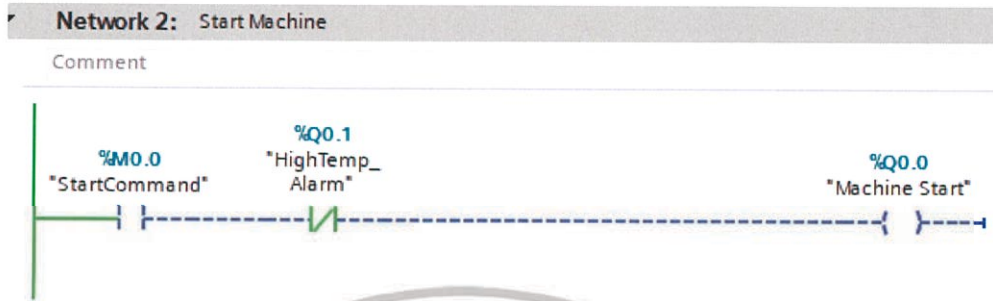 Network 2: Start Machine
Comment
%M0.0
"StartCommand"
%Q0.1
"HighTemp_
Alarm"
%Q0.0
"Machine Start"